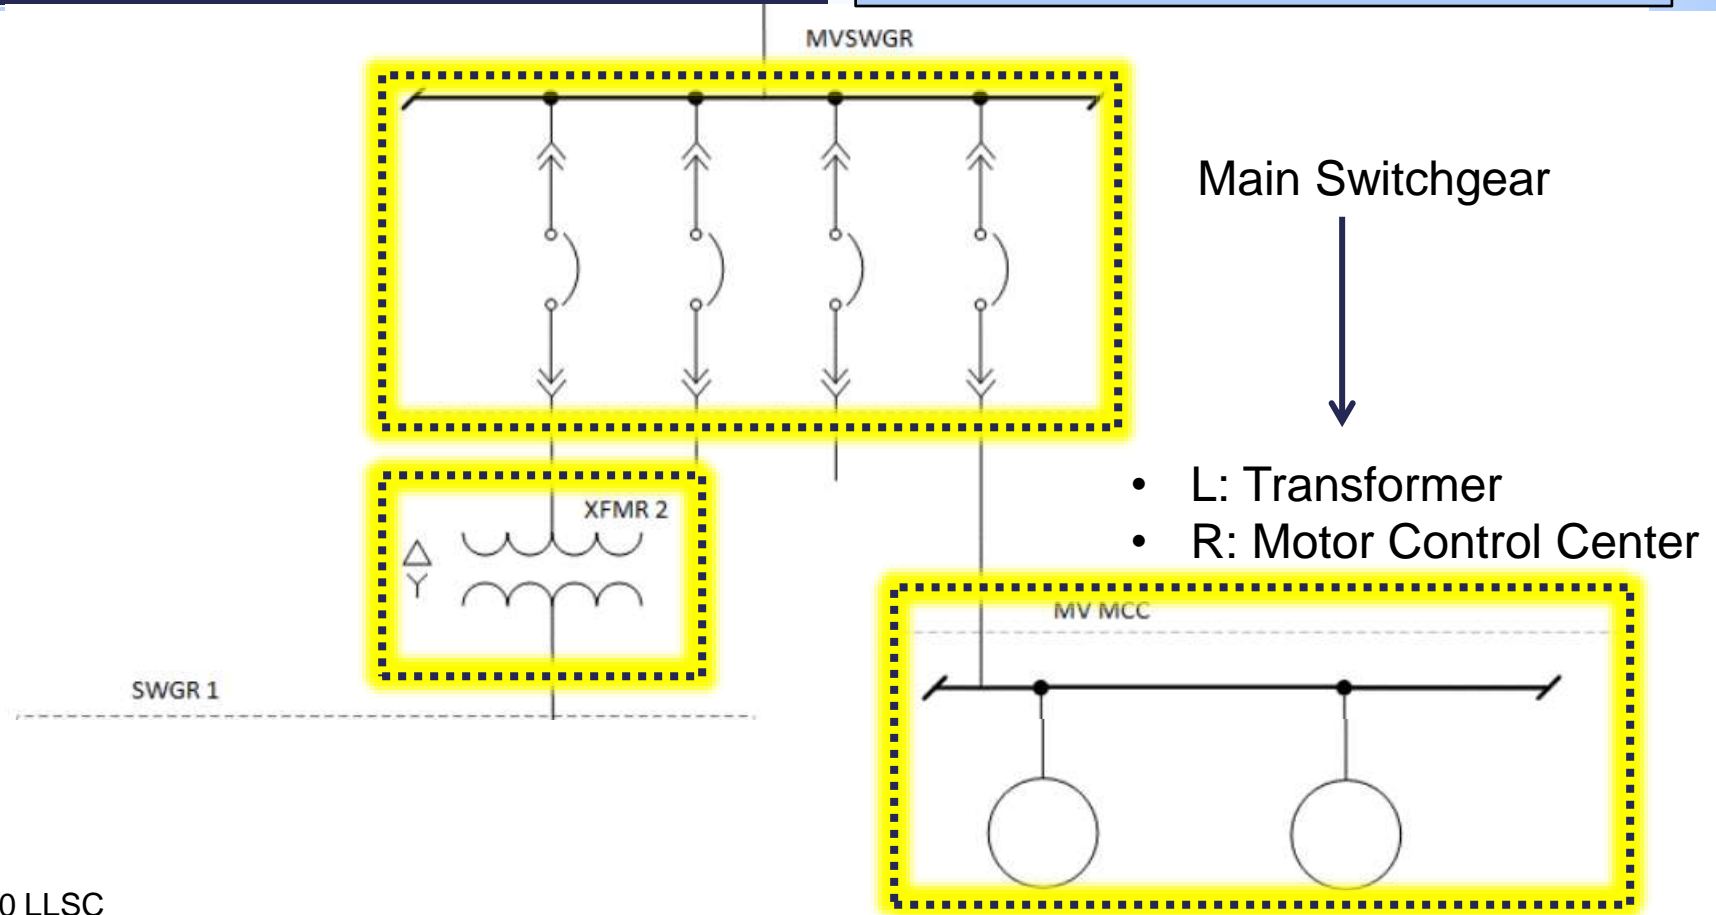 MVSWGR
Main Switchgear
• L: Transformer
• R: Motor Control Center
XFMR 2
Y
MV MCC
SWGR 1
0 LLSC